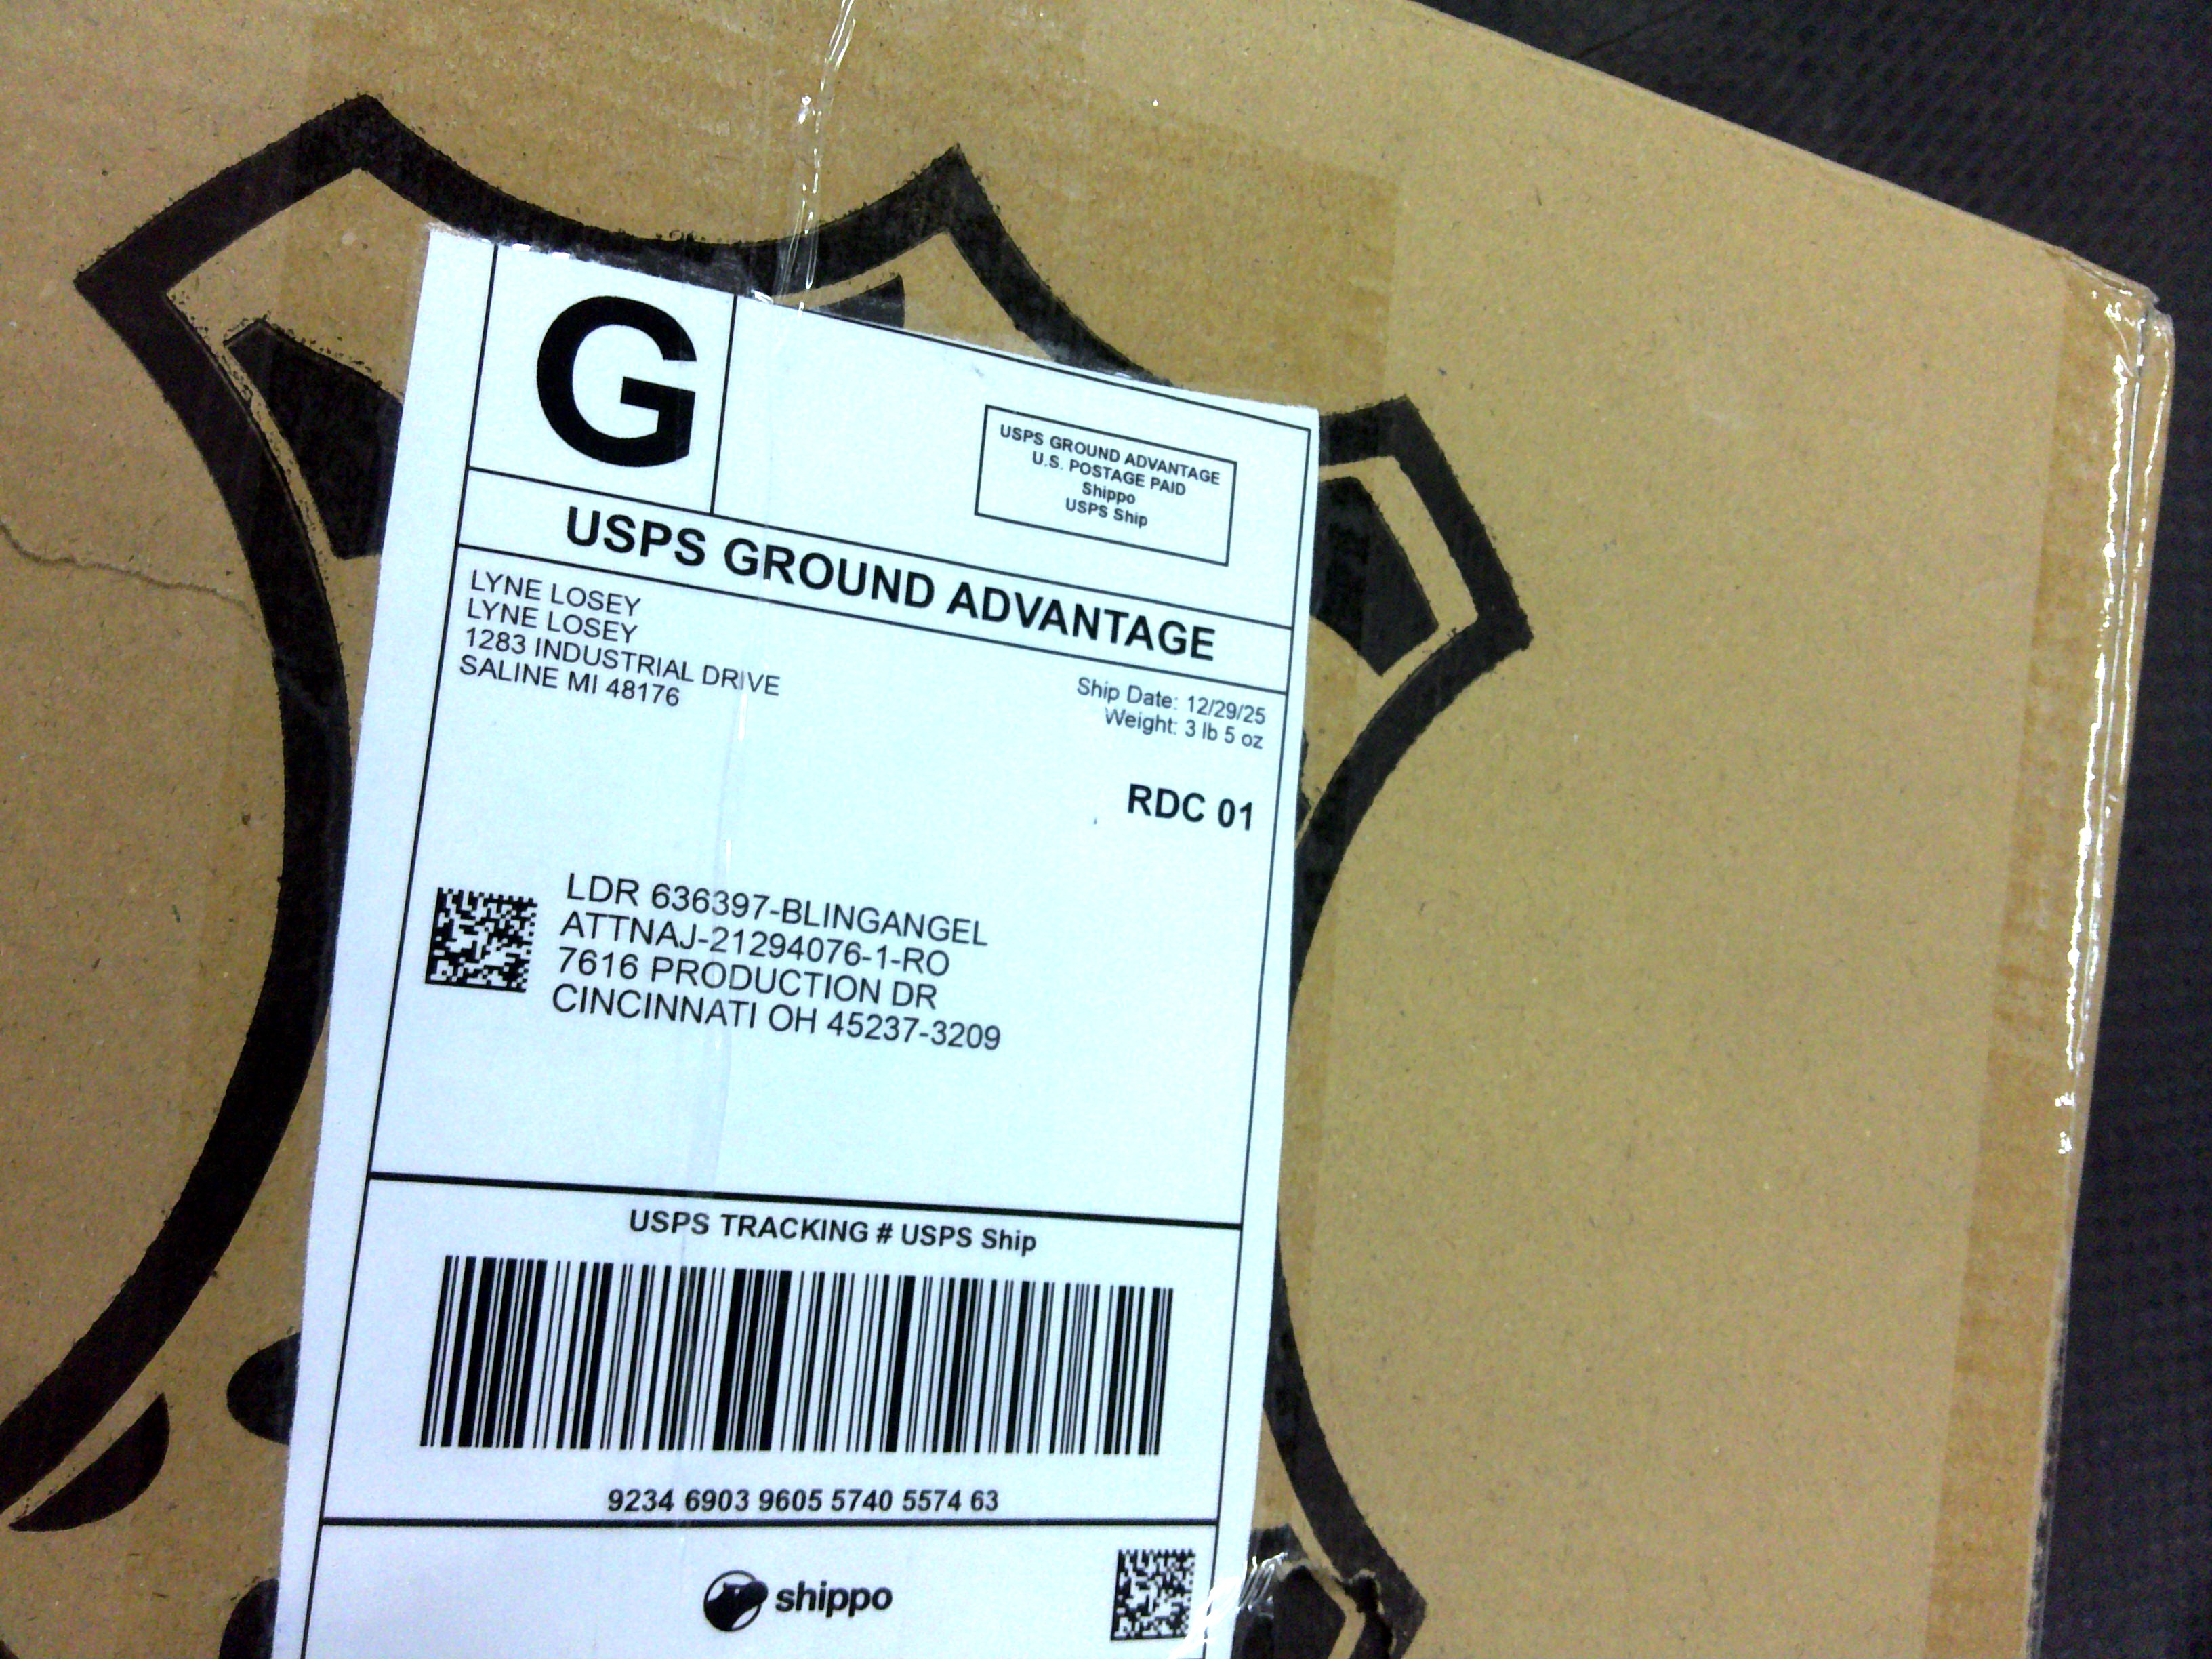 G
USPS GROUND ADVANTAGE
U.S. POSTAGE PAID
Shippo
USPS Ship
USPS GROUND ADVANTAGE
LYNE LOSEY
LYNE LOSEY
1283 INDUSTRIAL DRIVE
SALINE MI 48176
Ship Date: 12/29/25
Weight: 3 lb 5 oz
RDC 01
LDR 636397-BLINGANGEL
ATTNAJ-21294076-1-RO
7616 PRODUCTION DR
CINCINNATI OH 45237-3209
USPS TRACKING # USPS Ship
9234 6903 9605 5740 5574 63
shippo